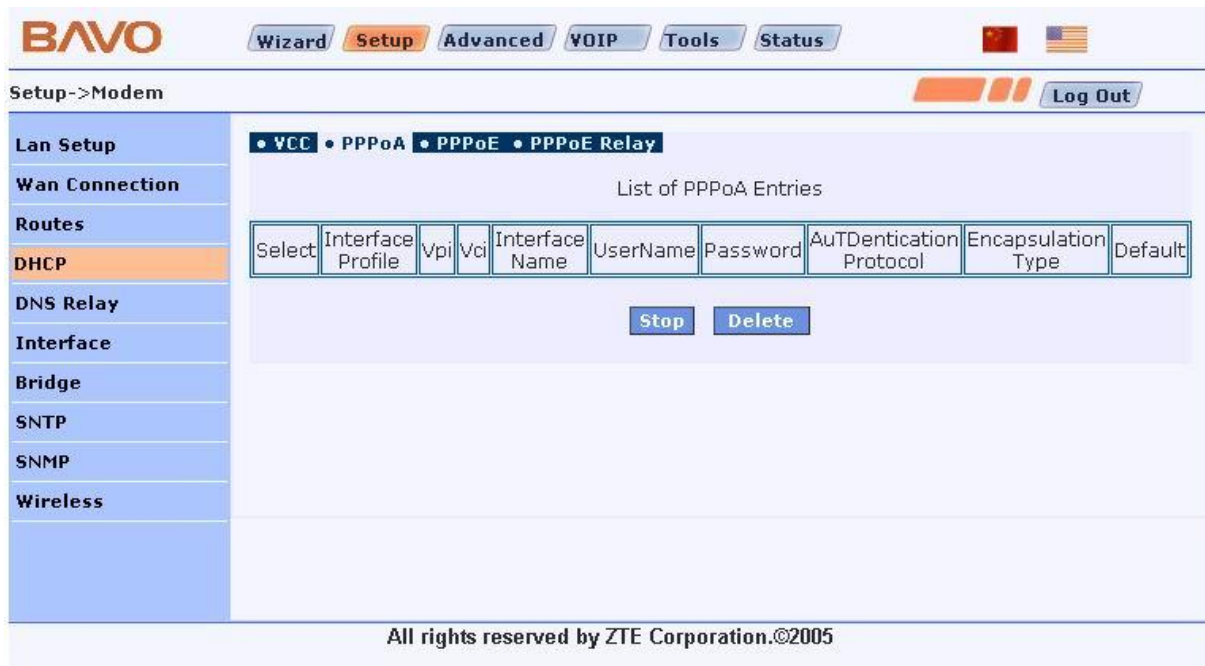 BAVO
Wizard Setup Advanced VOIP Tools Status
Setup->Modem
Log Out
Lan Setup
Wan Connection
Routes
DHCP
DNS Relay
Interface
Bridge
SNTP
SNMP
Wireless
• VCC • PPPoA • PPPoE • PPPoE Relay
List of PPPoA Entries
Select Interface Profile Vpi Vci Interface Name UserName Password AuTDentication Protocol Encapsulation Type Default
Stop Delete
All rights reserved by ZTE Corporation.©2005